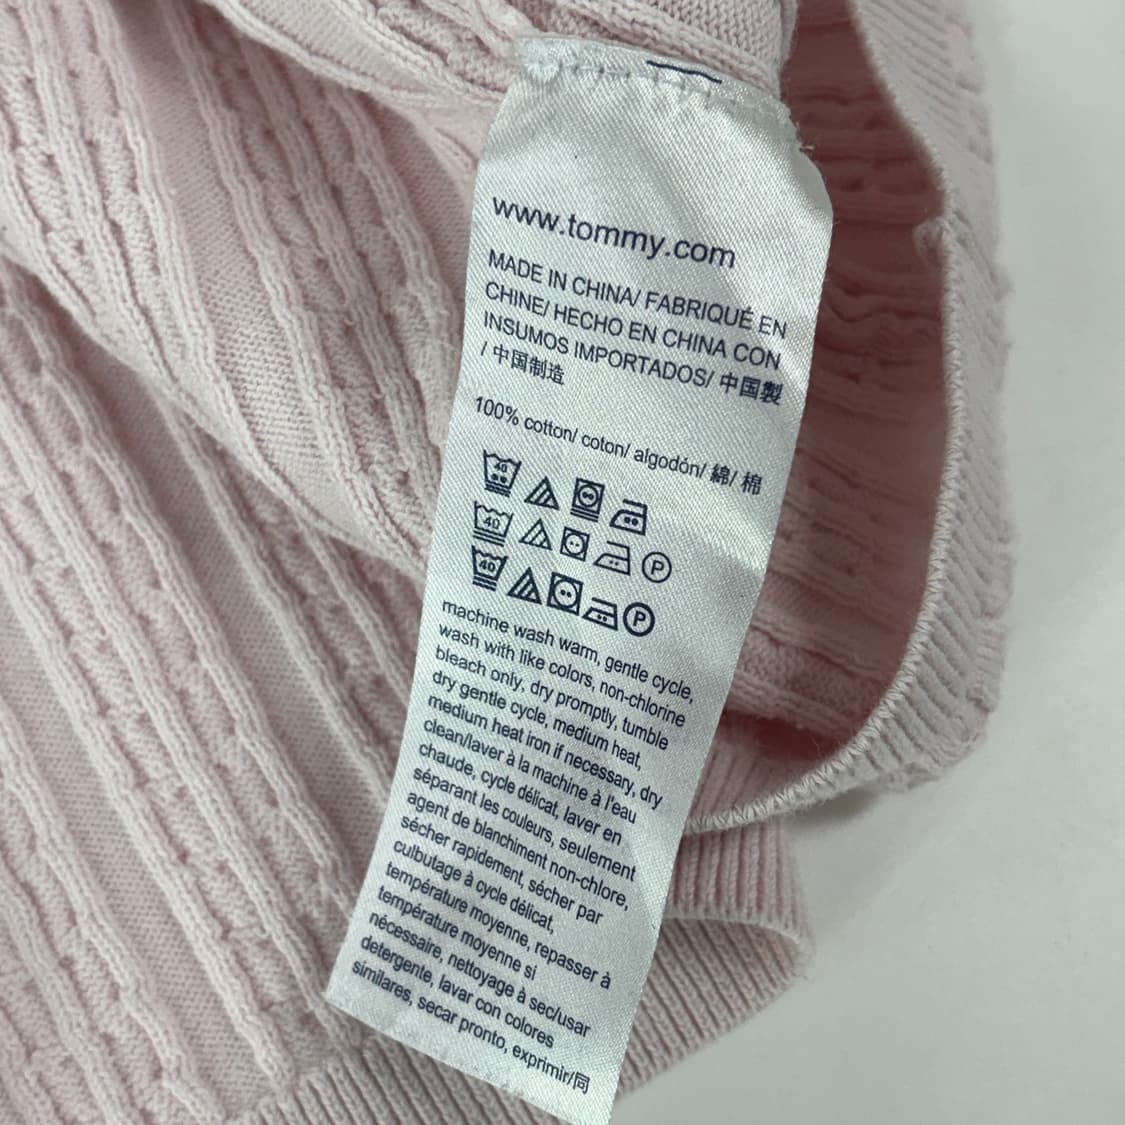 www.tommy.com
MADE IN CHINA/ FABRIQUÉ EN
CHINE/ HECHO EN CHINA CON
INSUMOS IMPORTADOS/ 中国製
/ 中国制造
100% cotton/ coton/ algodón/ 綿/ 棉
40
40 P
40 P
machine wash warm, gentle cycle,
wash with like colors, non-chlorine
bleach only, dry promptly, tumble
dry gentle cycle, medium heat,
medium heat iron if necessary, dry
clean/laver à la machine à l'eau
chaude, cycle délicat, laver en
séparant les couleurs, seulement
agent de blanchiment non-chlore,
sécher rapidement, sécher par
culbutage à cycle délicat,
température moyenne, repasser à
température moyenne si
nécessaire, nettoyage à sec/usar
detergente, lavar con colores
similares, secar pronto, exprimir/同